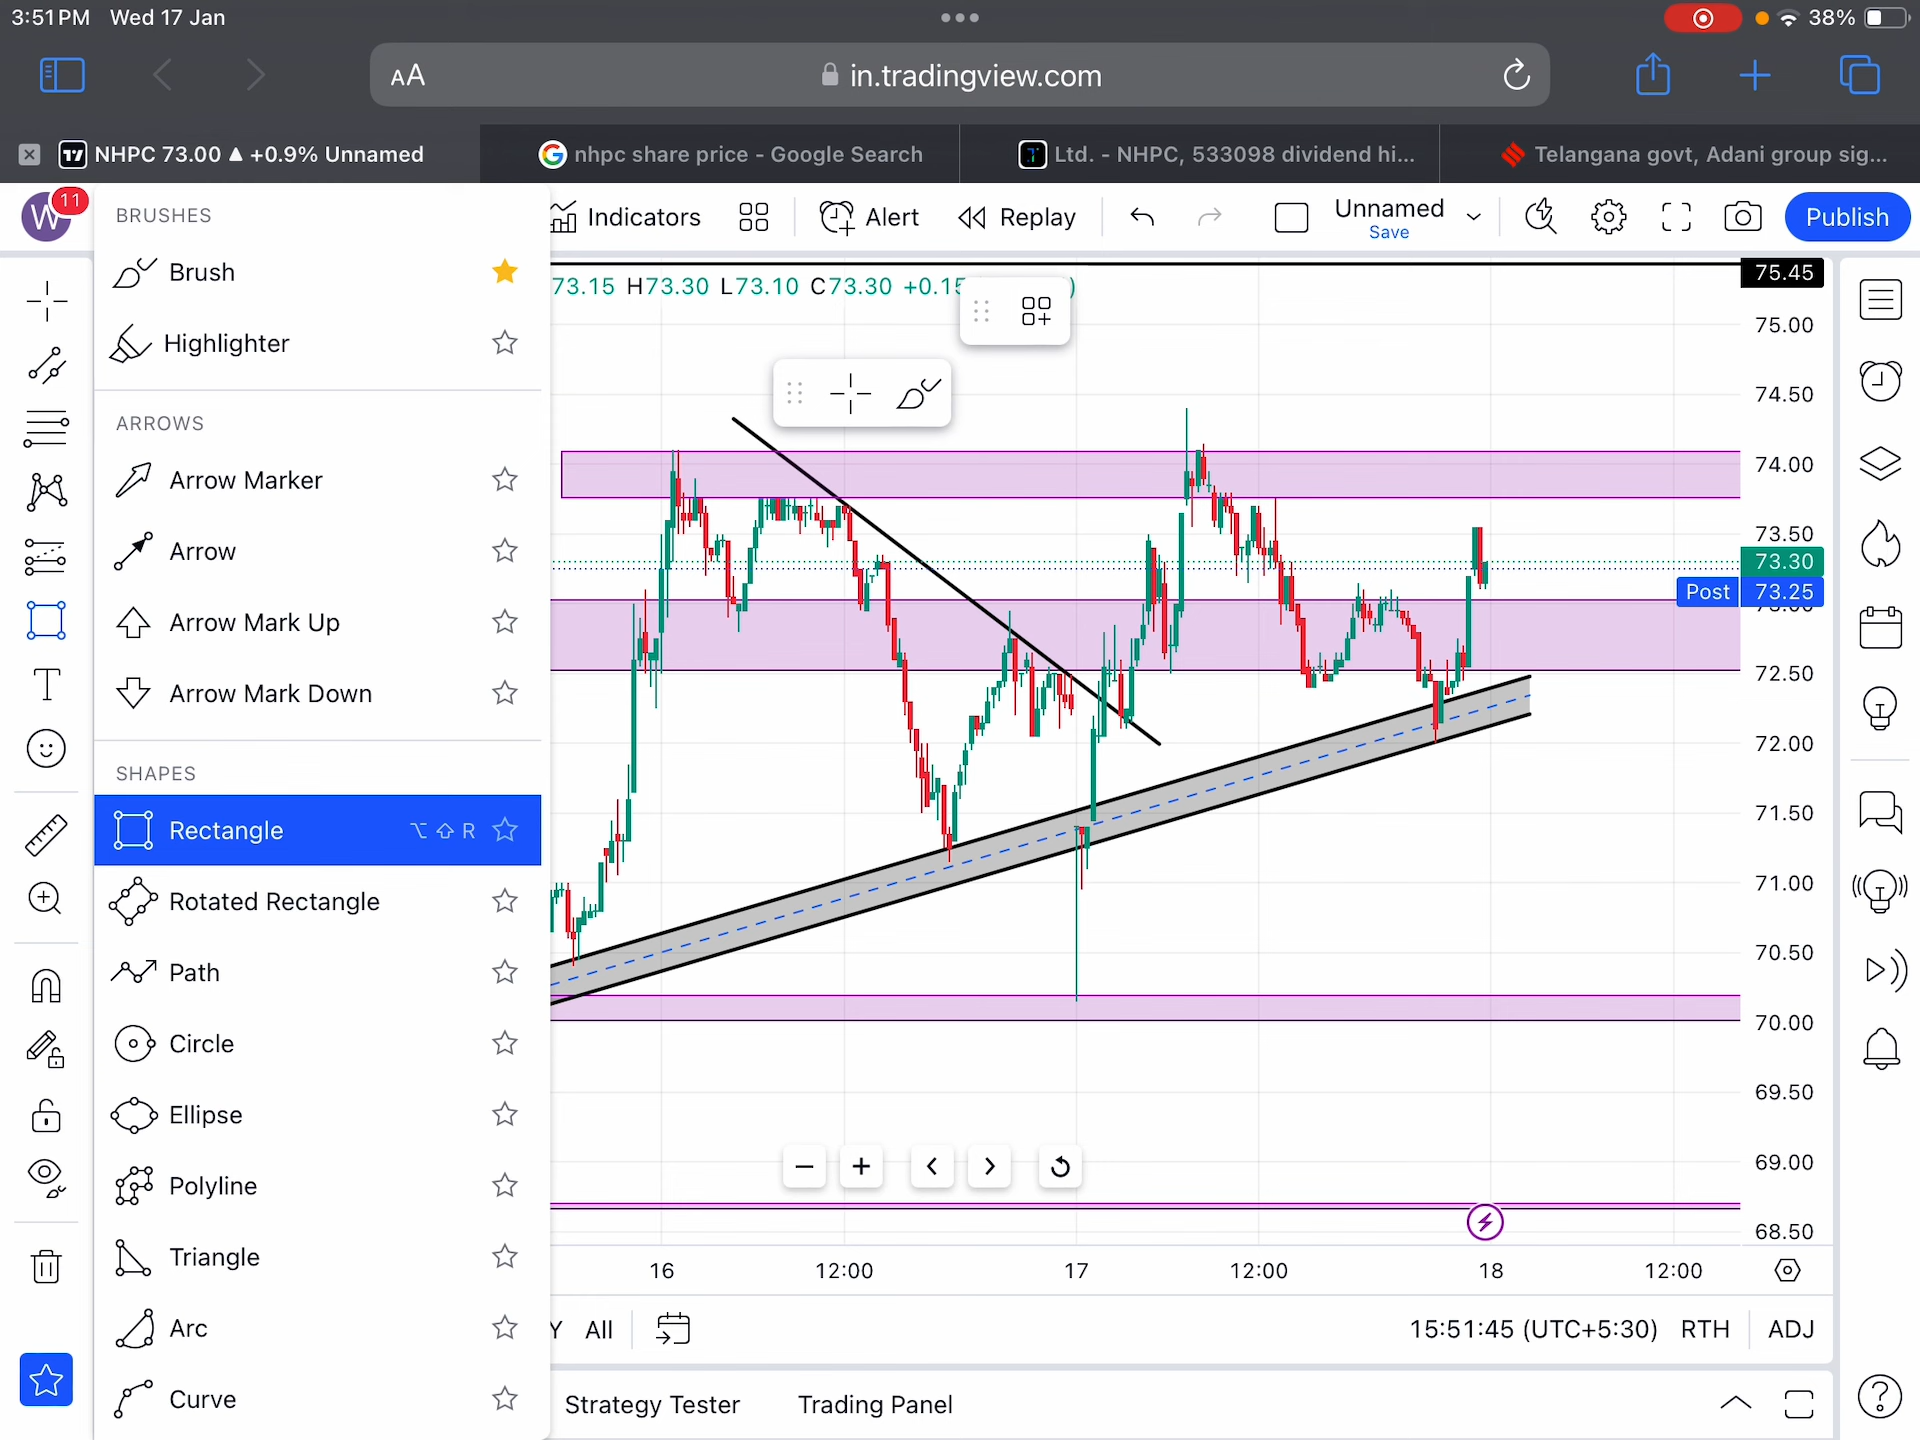 3:51 PM Wed 17 Jan
38%
AA
in.tradingview.com
NHPC 73.00 ▲ +0.9% Unnamed
nhpc share price - Google Search
Ltd. - NHPC, 533098 dividend hi...
Telangana govt, Adani group sig...
W
11
BRUSHES
Brush
Highlighter
ARROWS
Arrow Marker
Arrow
Arrow Mark Up
Arrow Mark Down
SHAPES
Rectangle ⌥ ⇧ R
Rotated Rectangle
Path
Circle
Ellipse
Polyline
Triangle
Arc
Curve
Indicators
Alert
Replay
Unnamed
Save
Publish
73.15 H73.30 L73.10 C73.30 +0.15
75.45
75.00
74.50
74.00
73.50
73.30
Post 73.25
72.50
72.00
71.50
71.00
70.50
70.00
69.50
69.00
68.50
16 12:00 17 12:00 18 12:00
Y All
15:51:45 (UTC+5:30) RTH ADJ
Strategy Tester Trading Panel